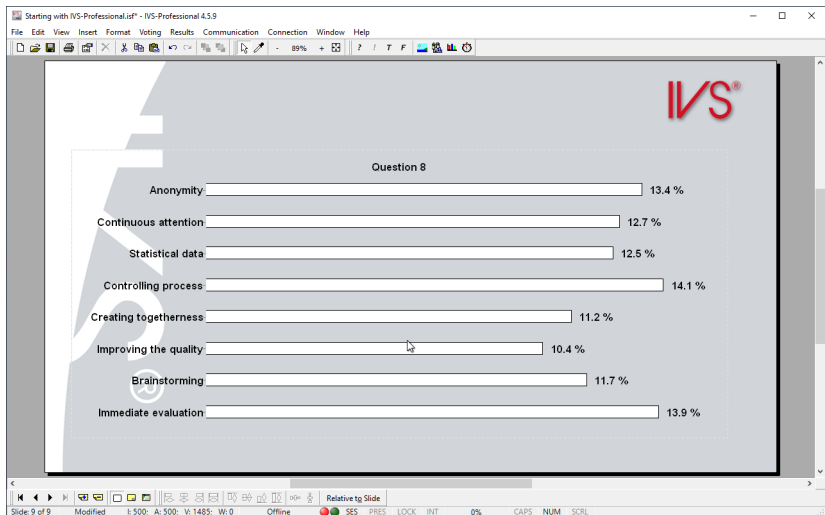 Starting with IVS-Professional.isf* - IVS-Professional 4.5.9
File Edit View Insert Format Voting Results Communication Connection Window Help
- 89% + ? ! T F
IVS®
Question 8
Anonymity 13.4 %
Continuous attention 12.7 %
Statistical data 12.5 %
Controlling process 14.1 %
Creating togetherness 11.2 %
Improving the quality 10.4 %
Brainstorming 11.7 %
Immediate evaluation 13.9 %
Relative to Slide
Slide: 9 of 9 Modified I: 500; A: 500; V: 1485; W: 0 Offline SES PRES LOCK INT 0% CAPS NUM SCRL